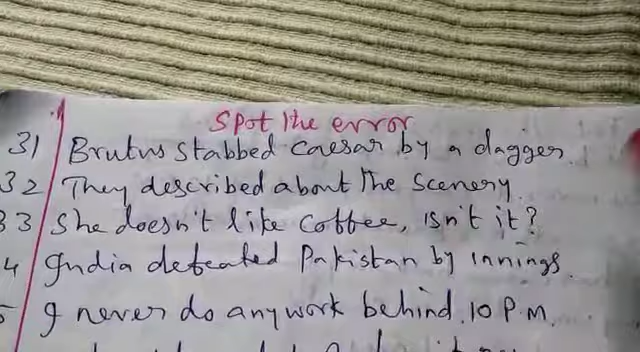 Spot the error
31 Brutus stabbed Caesar by a dagger.
32 They described about the scenery.
33 She doesn't like coffee, isn't it?
4 India defeated Pakistan by innings.
5 I never do any work behind 10 P.M.